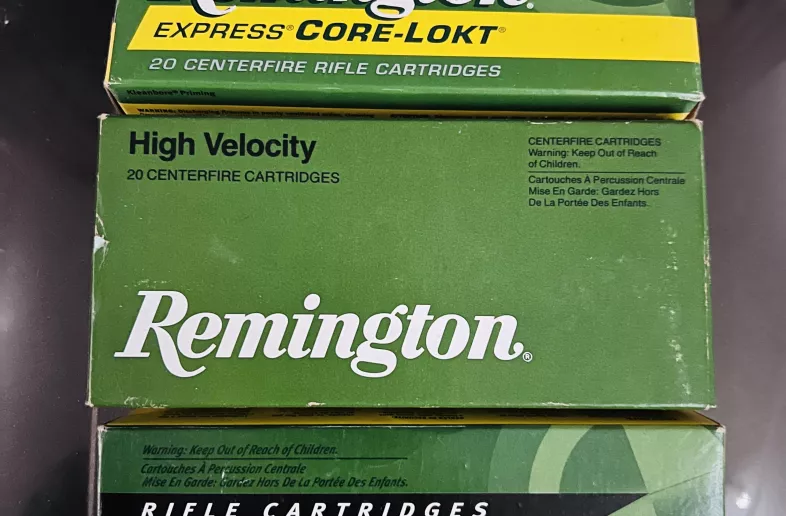 Remington®
EXPRESS® CORE-LOKT®
20 CENTERFIRE RIFLE CARTRIDGES
Kleanbore® Priming
High Velocity
20 CENTERFIRE CARTRIDGES
CENTERFIRE CARTRIDGES
Warning: Keep Out of Reach
of Children.
Cartouches À Percussion Centrale
Mise En Garde: Gardez Hors
De La Portée Des Enfants.
Remington®
Warning: Keep Out of Reach of Children.
Cartouches À Percussion Centrale
Mise En Garde: Gardez Hors De La Portée Des Enfants.
RIFLE CARTRIDGES